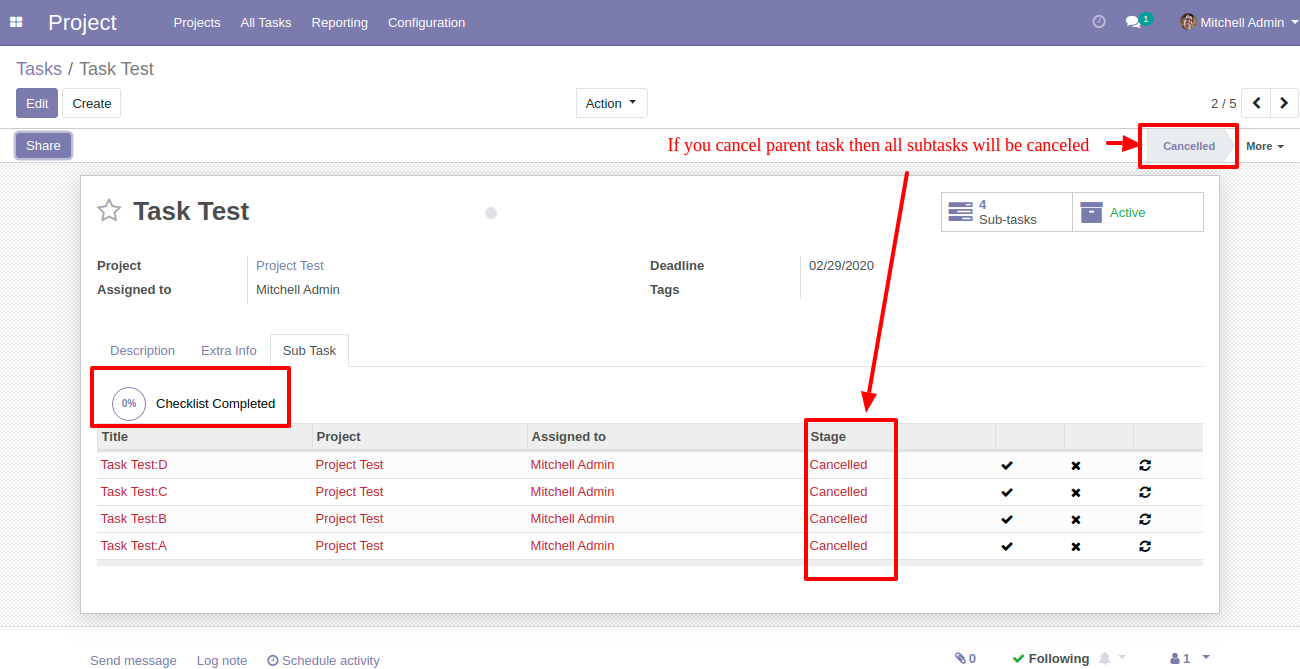 Project Projects All Tasks Reporting Configuration 1 Mitchell Admin
Tasks / Task Test
Edit Create Action 2 / 5
Share If you cancel parent task then all subtasks will be canceled Cancelled More
Task Test 4 Sub-tasks Active
Project Project Test Deadline 02/29/2020
Assigned to Mitchell Admin Tags
Description Extra Info Sub Task
0% Checklist Completed
Title Project Assigned to Stage
Task Test:D Project Test Mitchell Admin Cancelled
Task Test:C Project Test Mitchell Admin Cancelled
Task Test:B Project Test Mitchell Admin Cancelled
Task Test:A Project Test Mitchell Admin Cancelled
Send message Log note Schedule activity 0 Following 1